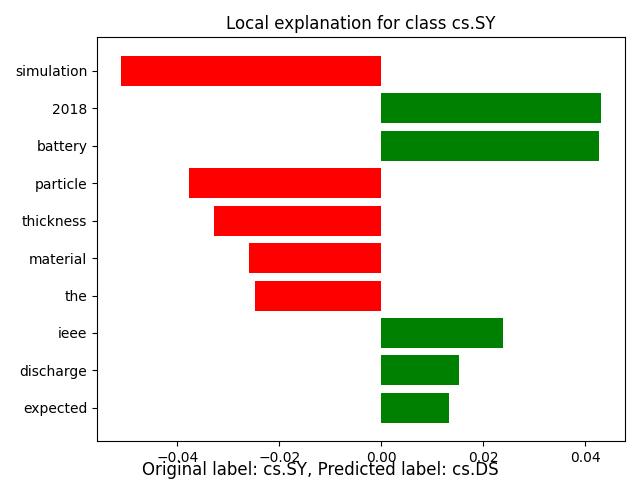 Local explanation for class cs.SY
simulation
2018
battery
particle
thickness
material
the
ieee
discharge
expected
−0.04 −0.02 0.00 0.02 0.04
Original label: cs.SY, Predicted label: cs.DS